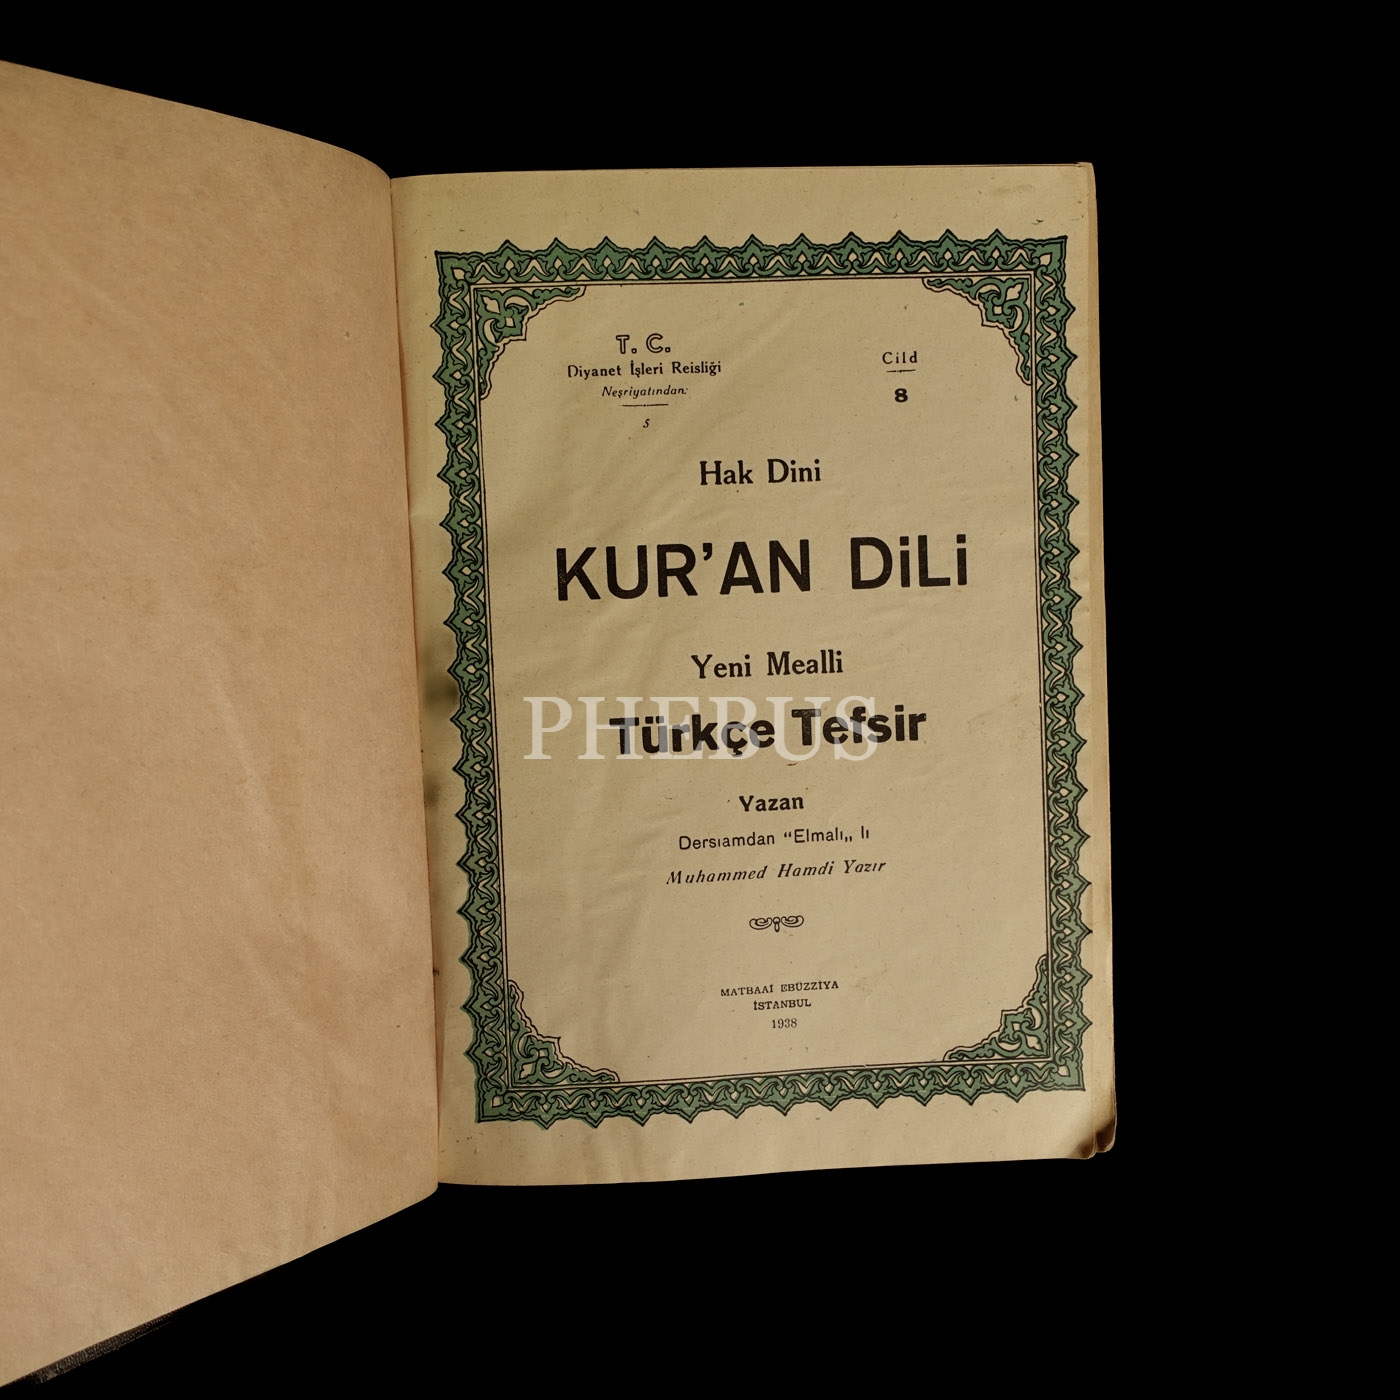 T. C.
Diyanet İşleri Reisliği
Neşriyatından:
5
Cild
8
Hak Dini
KUR'AN DiLi
Yeni Mealli
Türkçe Tefsir
PHEBUS
Yazan
Dersıamdan “Elmalı„ lı
Muhammed Hamdi Yazır
MATBAAİ EBÜZZİYA
İSTANBUL
1938